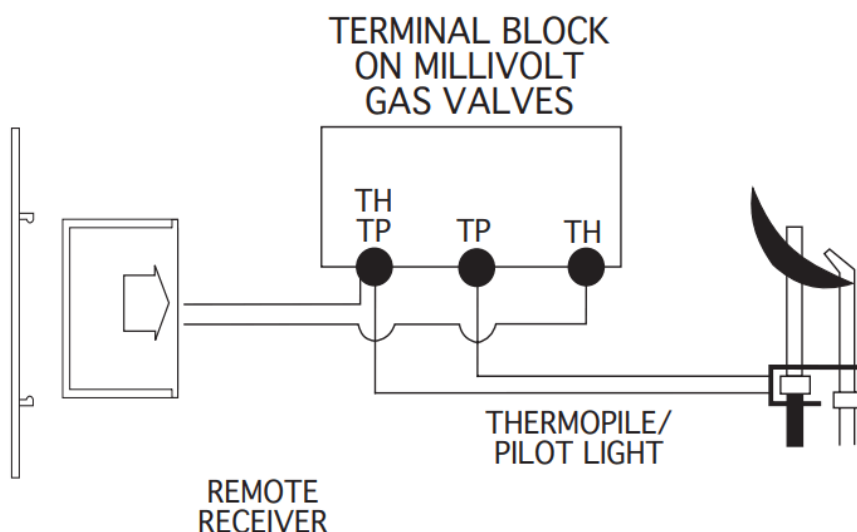 TERMINAL BLOCK
ON MILLIVOLT
GAS VALVES
TH
TP
TP
TH
THERMOPILE/
PILOT LIGHT
REMOTE
RECEIVER